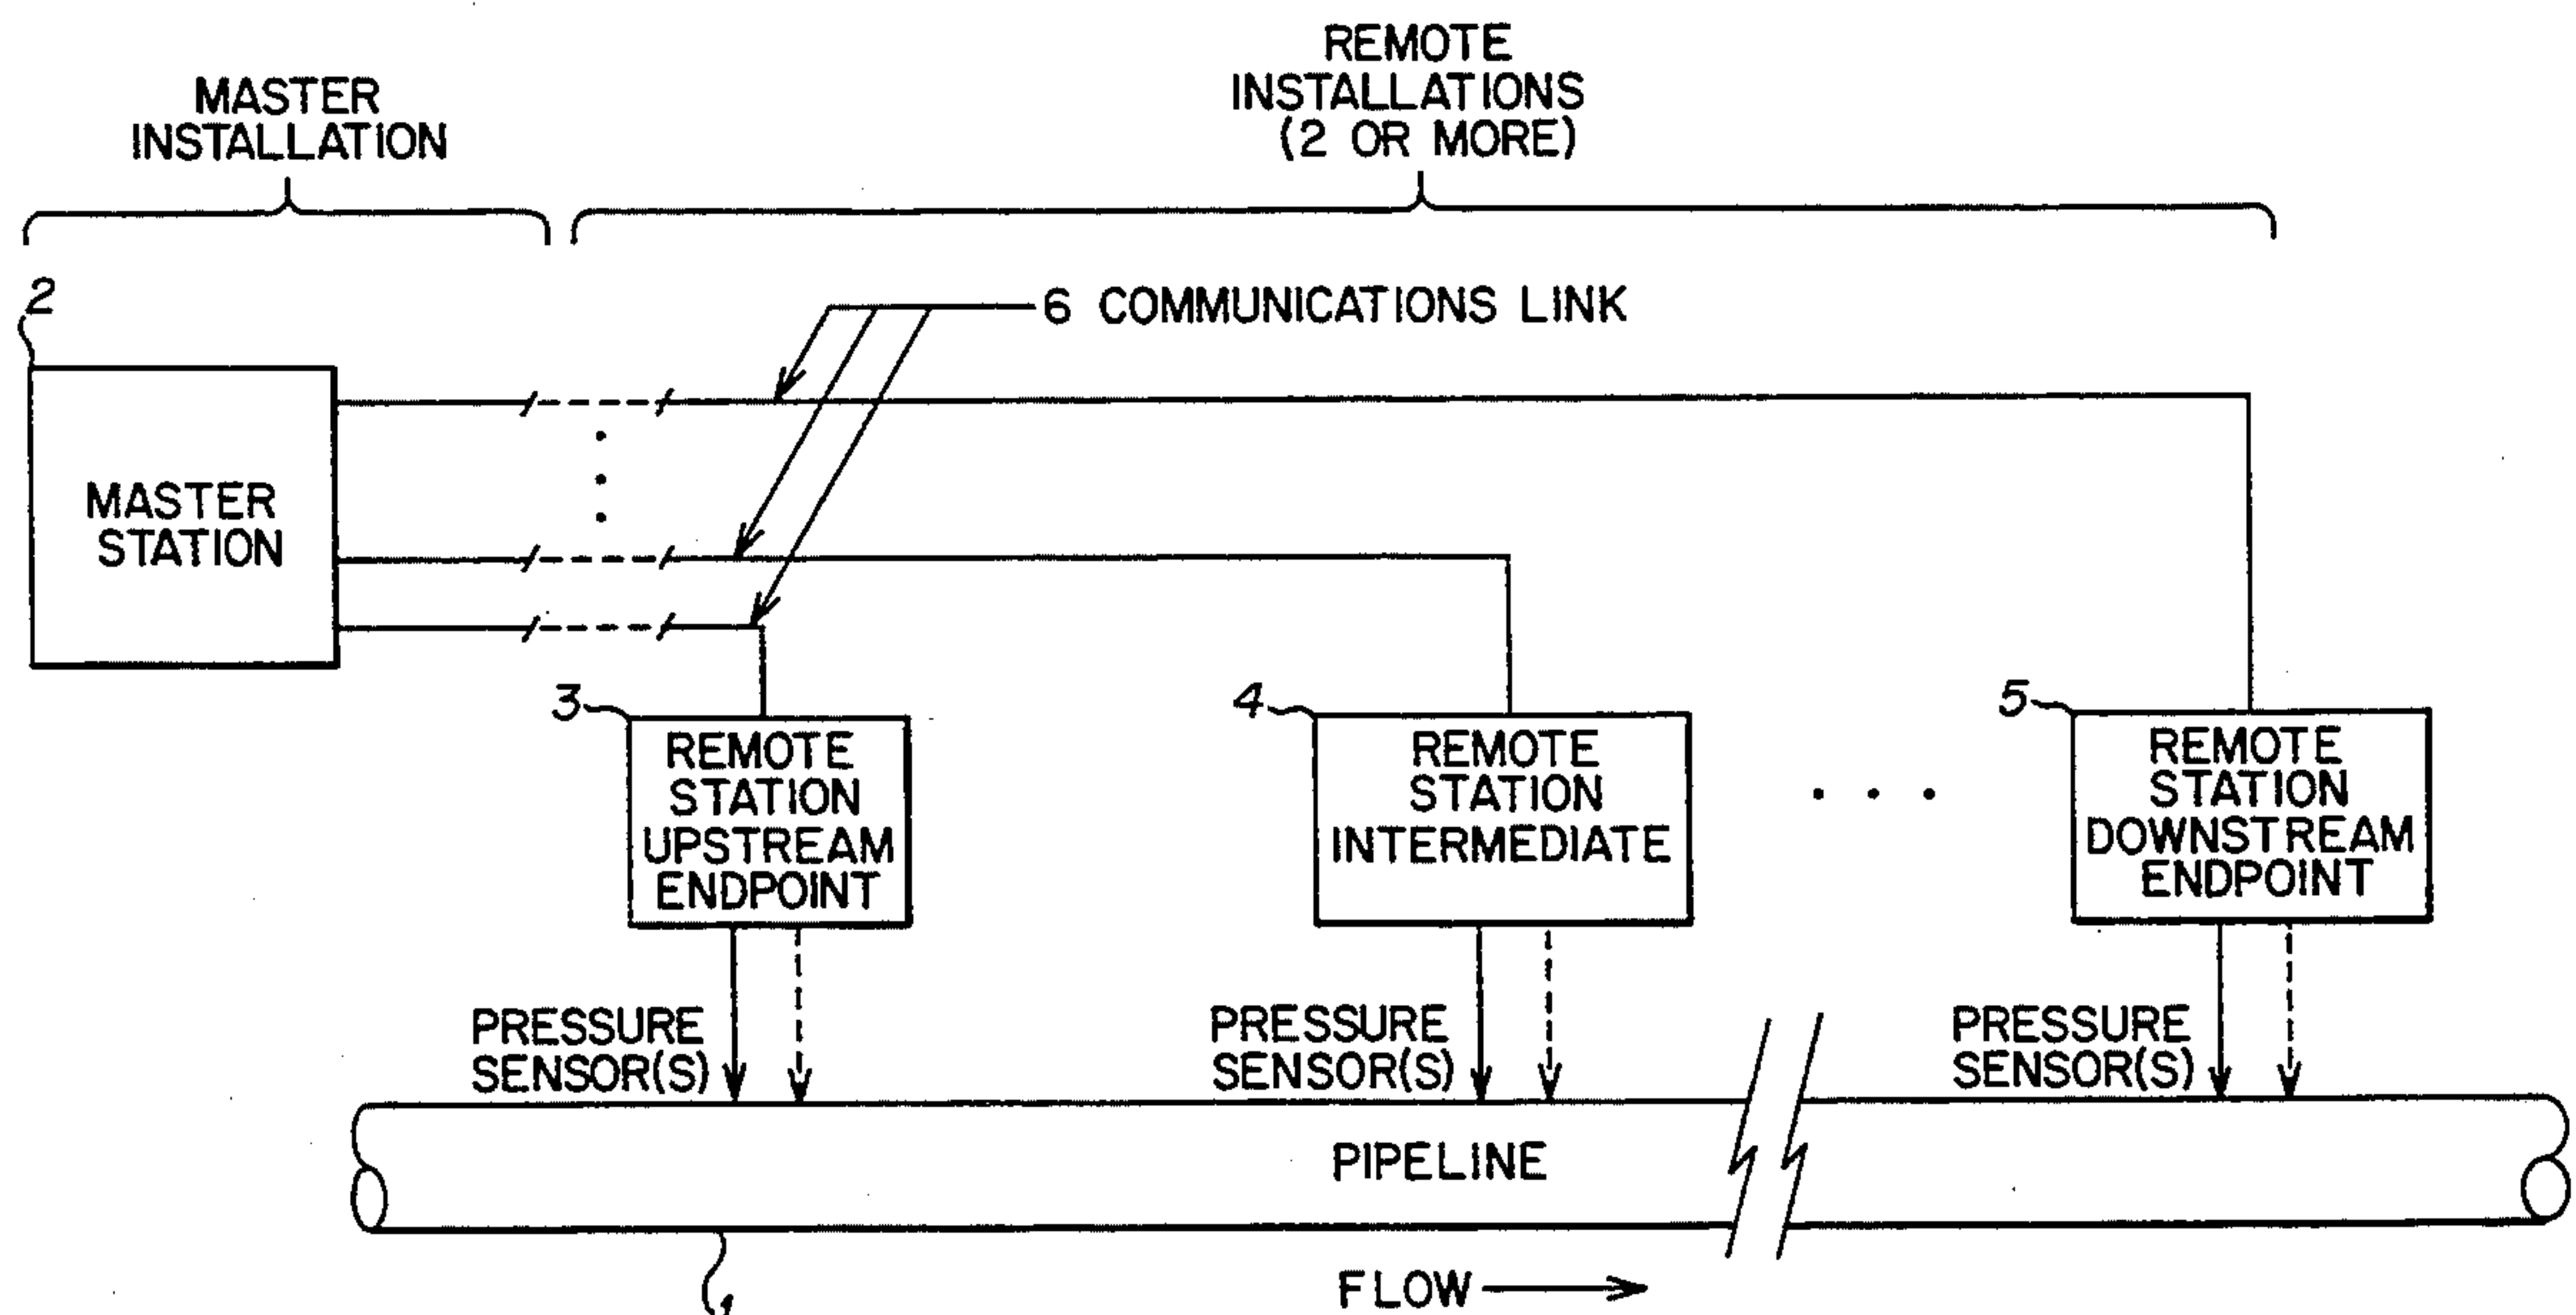 MASTER
INSTALLATION
REMOTE
INSTALLATIONS
(2 OR MORE)
2
6 COMMUNICATIONS LINK
MASTER
STATION
3
REMOTE
STATION
UPSTREAM
ENDPOINT
4
REMOTE
STATION
INTERMEDIATE
5
REMOTE
STATION
DOWNSTREAM
ENDPOINT
PRESSURE
SENSOR(S)
PRESSURE
SENSOR(S)
PRESSURE
SENSOR(S)
PIPELINE
1
FLOW